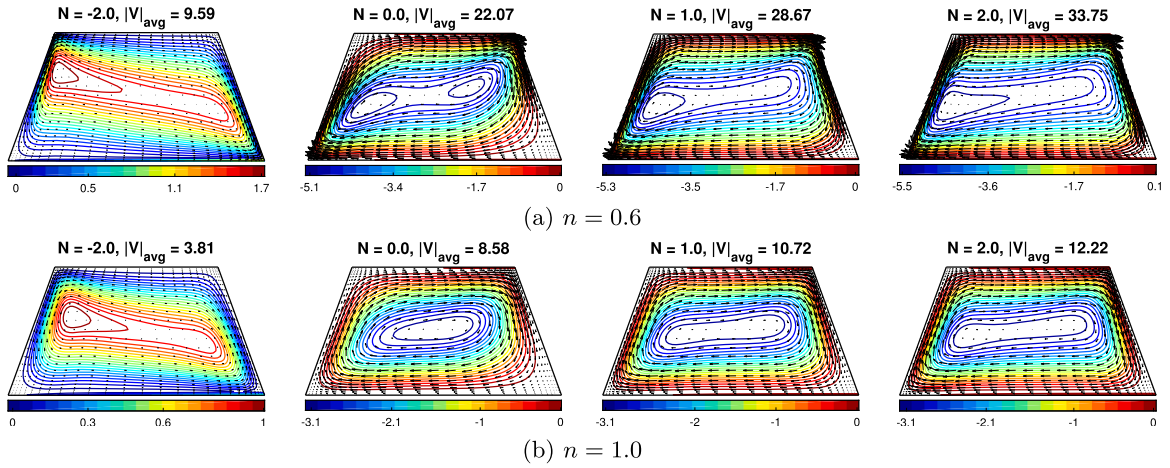 N = -2.0, |V|avg = 9.59
N = 0.0, |V|avg = 22.07
N = 1.0, |V|avg = 28.67
N = 2.0, |V|avg = 33.75
0 0.5 1.1 1.7
-5.1 -3.4 -1.7 0
-5.3 -3.5 -1.7 0
-5.5 -3.6 -1.7 0.1
(a) n = 0.6
N = -2.0, |V|avg = 3.81
N = 0.0, |V|avg = 8.58
N = 1.0, |V|avg = 10.72
N = 2.0, |V|avg = 12.22
0 0.3 0.6 1
-3.1 -2.1 -1 0
-3.1 -2 -1 0
-3.1 -2.1 -1 0
(b) n = 1.0